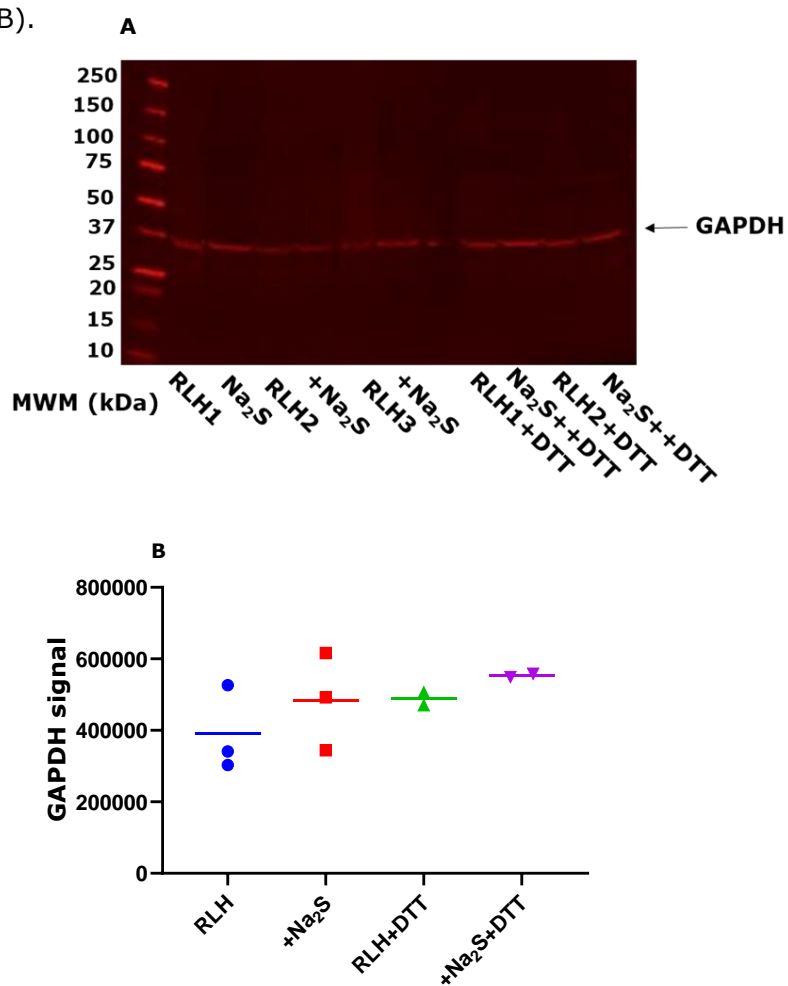 B).
A
250
150
100
75
50
37
25
20
15
10
GAPDH
MWM (kDa)
RLH1
Na₂S
RLH2
+Na₂S
RLH3
+Na₂S
RLH1+DTT
Na₂S++DTT
RLH2+DTT
Na₂S++DTT
B
GAPDH signal
800000
600000
400000
200000
0
RLH
+Na₂S
RLH+DTT
+Na₂S+DTT